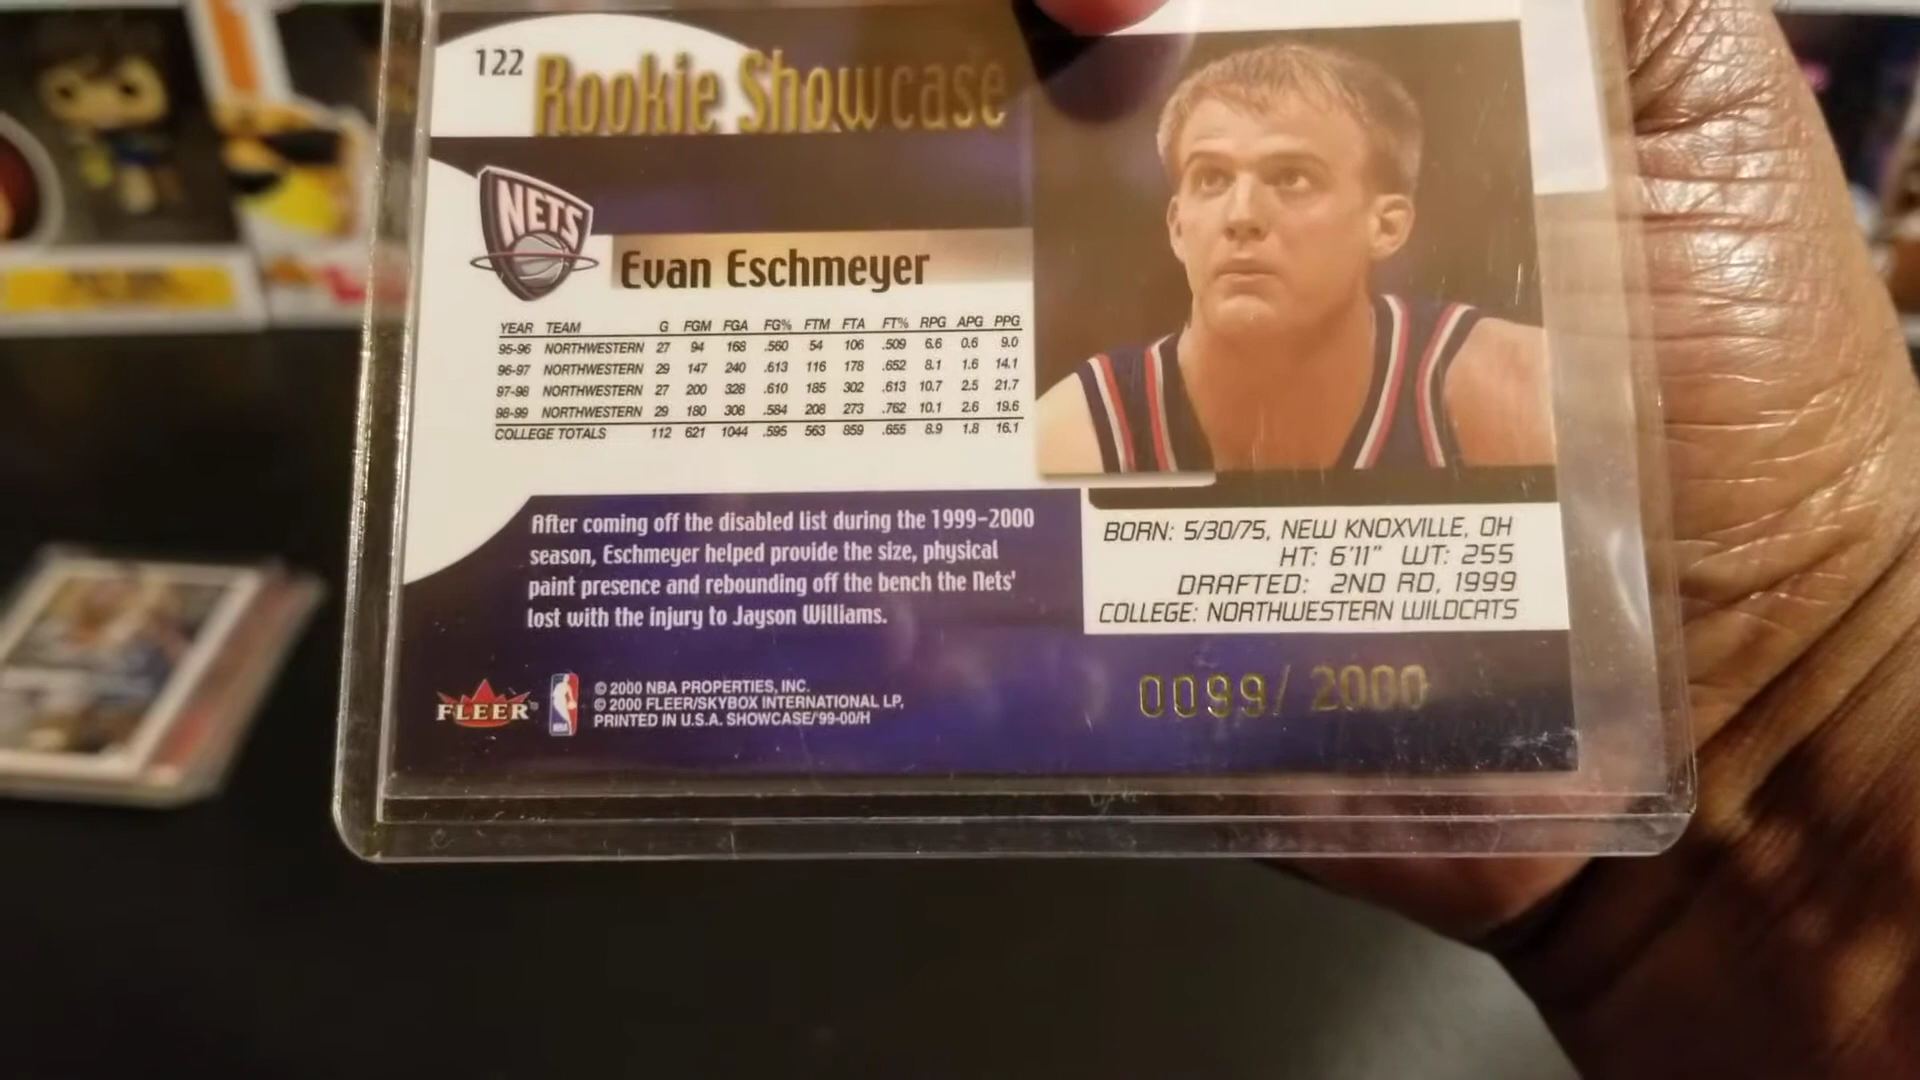 122
Rookie Showcase
NETS
Evan Eschmeyer
YEAR TEAM G FGM FGA FG% FTM FTA FT% RPG APG PPG
95-96 NORTHWESTERN 27 94 168 .560 54 106 .509 6.6 0.6 9.0
96-97 NORTHWESTERN 29 147 240 .613 116 178 .652 8.1 1.6 14.1
97-98 NORTHWESTERN 27 200 328 .610 185 302 .613 10.7 2.5 21.7
98-99 NORTHWESTERN 29 180 308 .584 208 273 .762 10.1 2.6 19.6
COLLEGE TOTALS 112 621 1044 .595 563 859 .655 8.9 1.8 16.1
After coming off the disabled list during the 1999-2000
season, Eschmeyer helped provide the size, physical
paint presence and rebounding off the bench the Nets'
lost with the injury to Jayson Williams.
BORN: 5/30/75, NEW KNOXVILLE, OH
HT: 6'11" WT: 255
DRAFTED: 2ND RD, 1999
COLLEGE: NORTHWESTERN WILDCATS
0099/2000
FLEER
NBA
© 2000 NBA PROPERTIES, INC.
© 2000 FLEER/SKYBOX INTERNATIONAL LP,
PRINTED IN U.S.A. SHOWCASE/'99-00/H